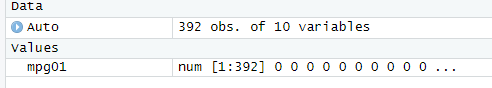 Data
Auto 392 obs. of 10 variables
Values
mpg01 num [1:392] 0 0 0 0 0 0 0 0 0 0 ...